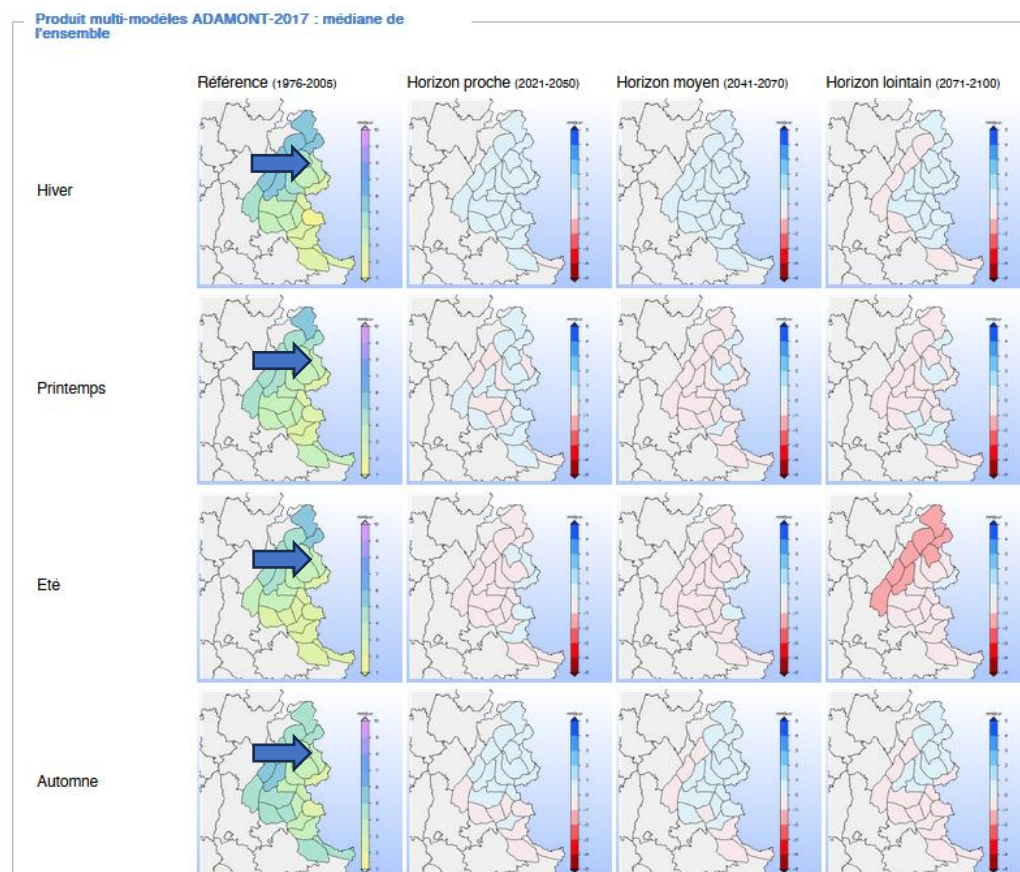 Produit multi-modèles ADAMONT-2017 : médiane de
l'ensemble
Référence (1976-2005)
Horizon proche (2021-2050)
Horizon moyen (2041-2070)
Horizon lointain (2071-2100)
Hiver
Printemps
Eté
Automne